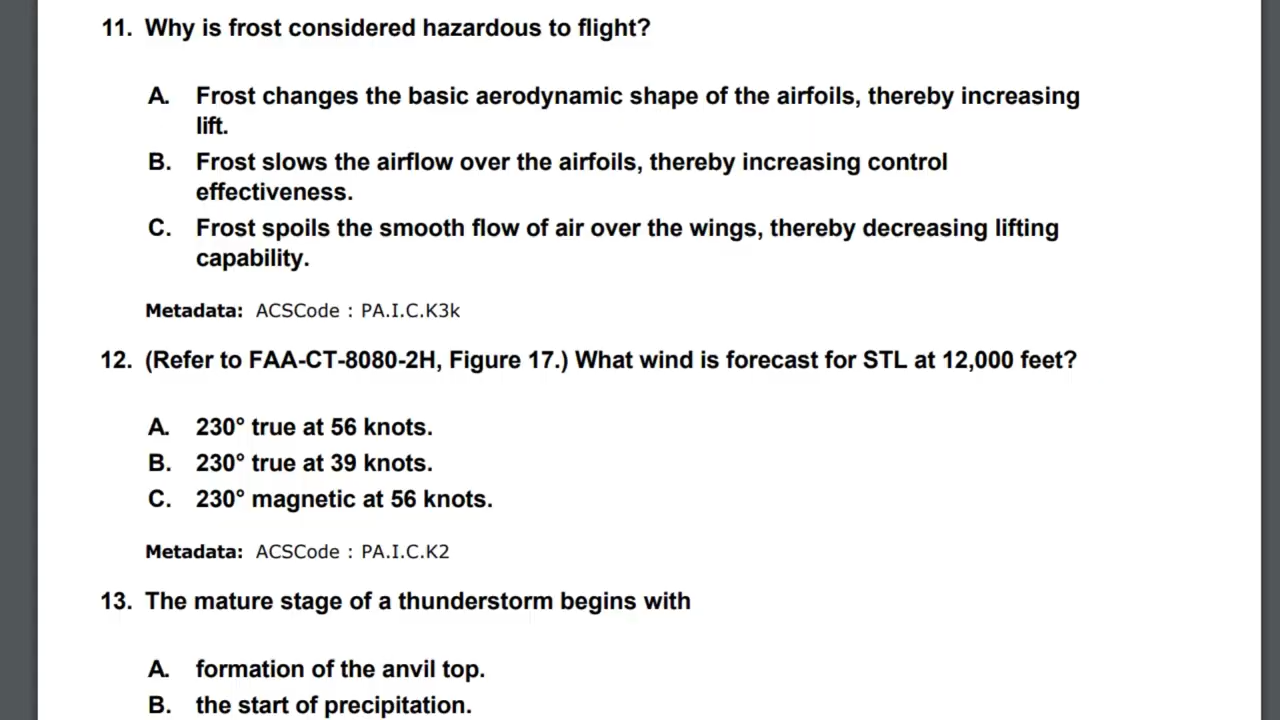 11. Why is frost considered hazardous to flight?
A. Frost changes the basic aerodynamic shape of the airfoils, thereby increasing
lift.
B. Frost slows the airflow over the airfoils, thereby increasing control
effectiveness.
C. Frost spoils the smooth flow of air over the wings, thereby decreasing lifting
capability.
Metadata: ACSCode : PA.I.C.K3k
12. (Refer to FAA-CT-8080-2H, Figure 17.) What wind is forecast for STL at 12,000 feet?
A. 230° true at 56 knots.
B. 230° true at 39 knots.
C. 230° magnetic at 56 knots.
Metadata: ACSCode : PA.I.C.K2
13. The mature stage of a thunderstorm begins with
A. formation of the anvil top.
B. the start of precipitation.